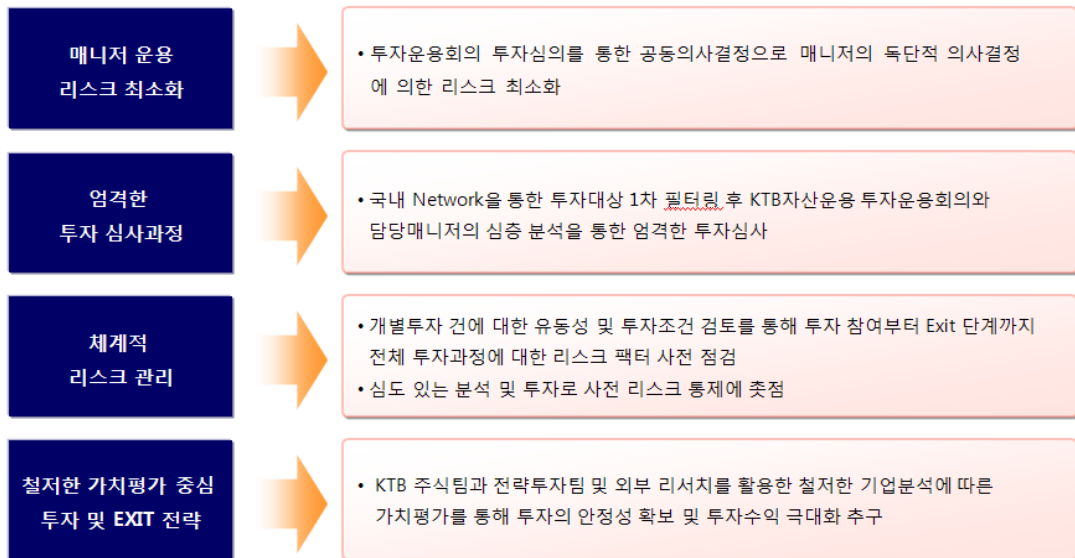 매니저 운용
리스크 최소화
• 투자운용회의 투자심의를 통한 공동의사결정으로 매니저의 독단적 의사결정
에 의한 리스크 최소화
엄격한
투자 심사과정
• 국내 Network을 통한 투자대상 1차 필터링 후 KTB자산운용 투자운용회의와
담당매니저의 심층 분석을 통한 엄격한 투자심사
체계적
리스크 관리
• 개별투자 건에 대한 유동성 및 투자조건 검토를 통해 투자 참여부터 Exit 단계까지
전체 투자과정에 대한 리스크 팩터 사전 점검
• 심도 있는 분석 및 투자로 사전 리스크 통제에 촛점
철저한 가치평가 중심
투자 및 EXIT 전략
• KTB 주식팀과 전략투자팀 및 외부 리서치를 활용한 철저한 기업분석에 따른
가치평가를 통해 투자의 안정성 확보 및 투자수익 극대화 추구